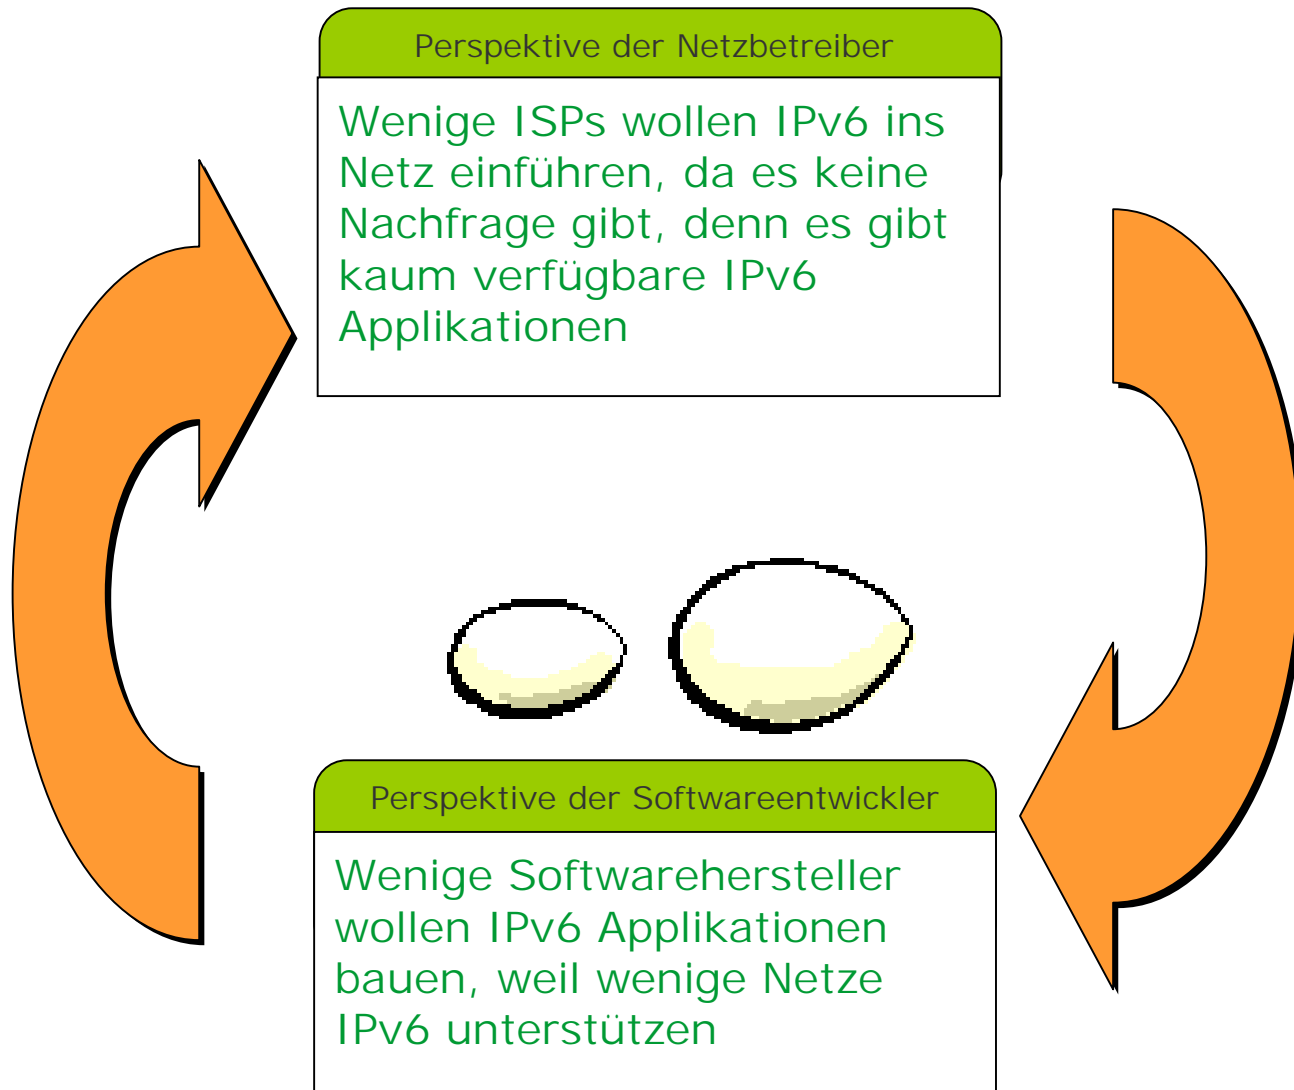 Perspektive der Netzbetreiber
Wenige ISPs wollen IPv6 ins
Netz einführen, da es keine
Nachfrage gibt, denn es gibt
kaum verfügbare IPv6
Applikationen
Perspektive der Softwareentwickler
Wenige Softwarehersteller
wollen IPv6 Applikationen
bauen, weil wenige Netze
IPv6 unterstützen